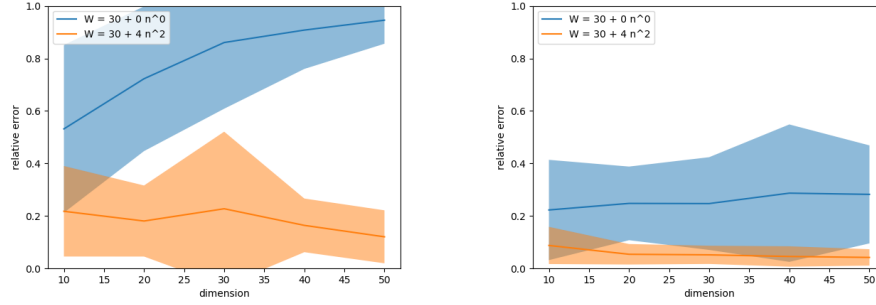 W = 30 + 0 n^0
W = 30 + 4 n^2
relative error
1.0
0.8
0.6
0.4
0.2
0.0
10 15 20 25 30 35 40 45 50
dimension
W = 30 + 0 n^0
W = 30 + 4 n^2
relative error
1.0
0.8
0.6
0.4
0.2
0.0
10 15 20 25 30 35 40 45 50
dimension